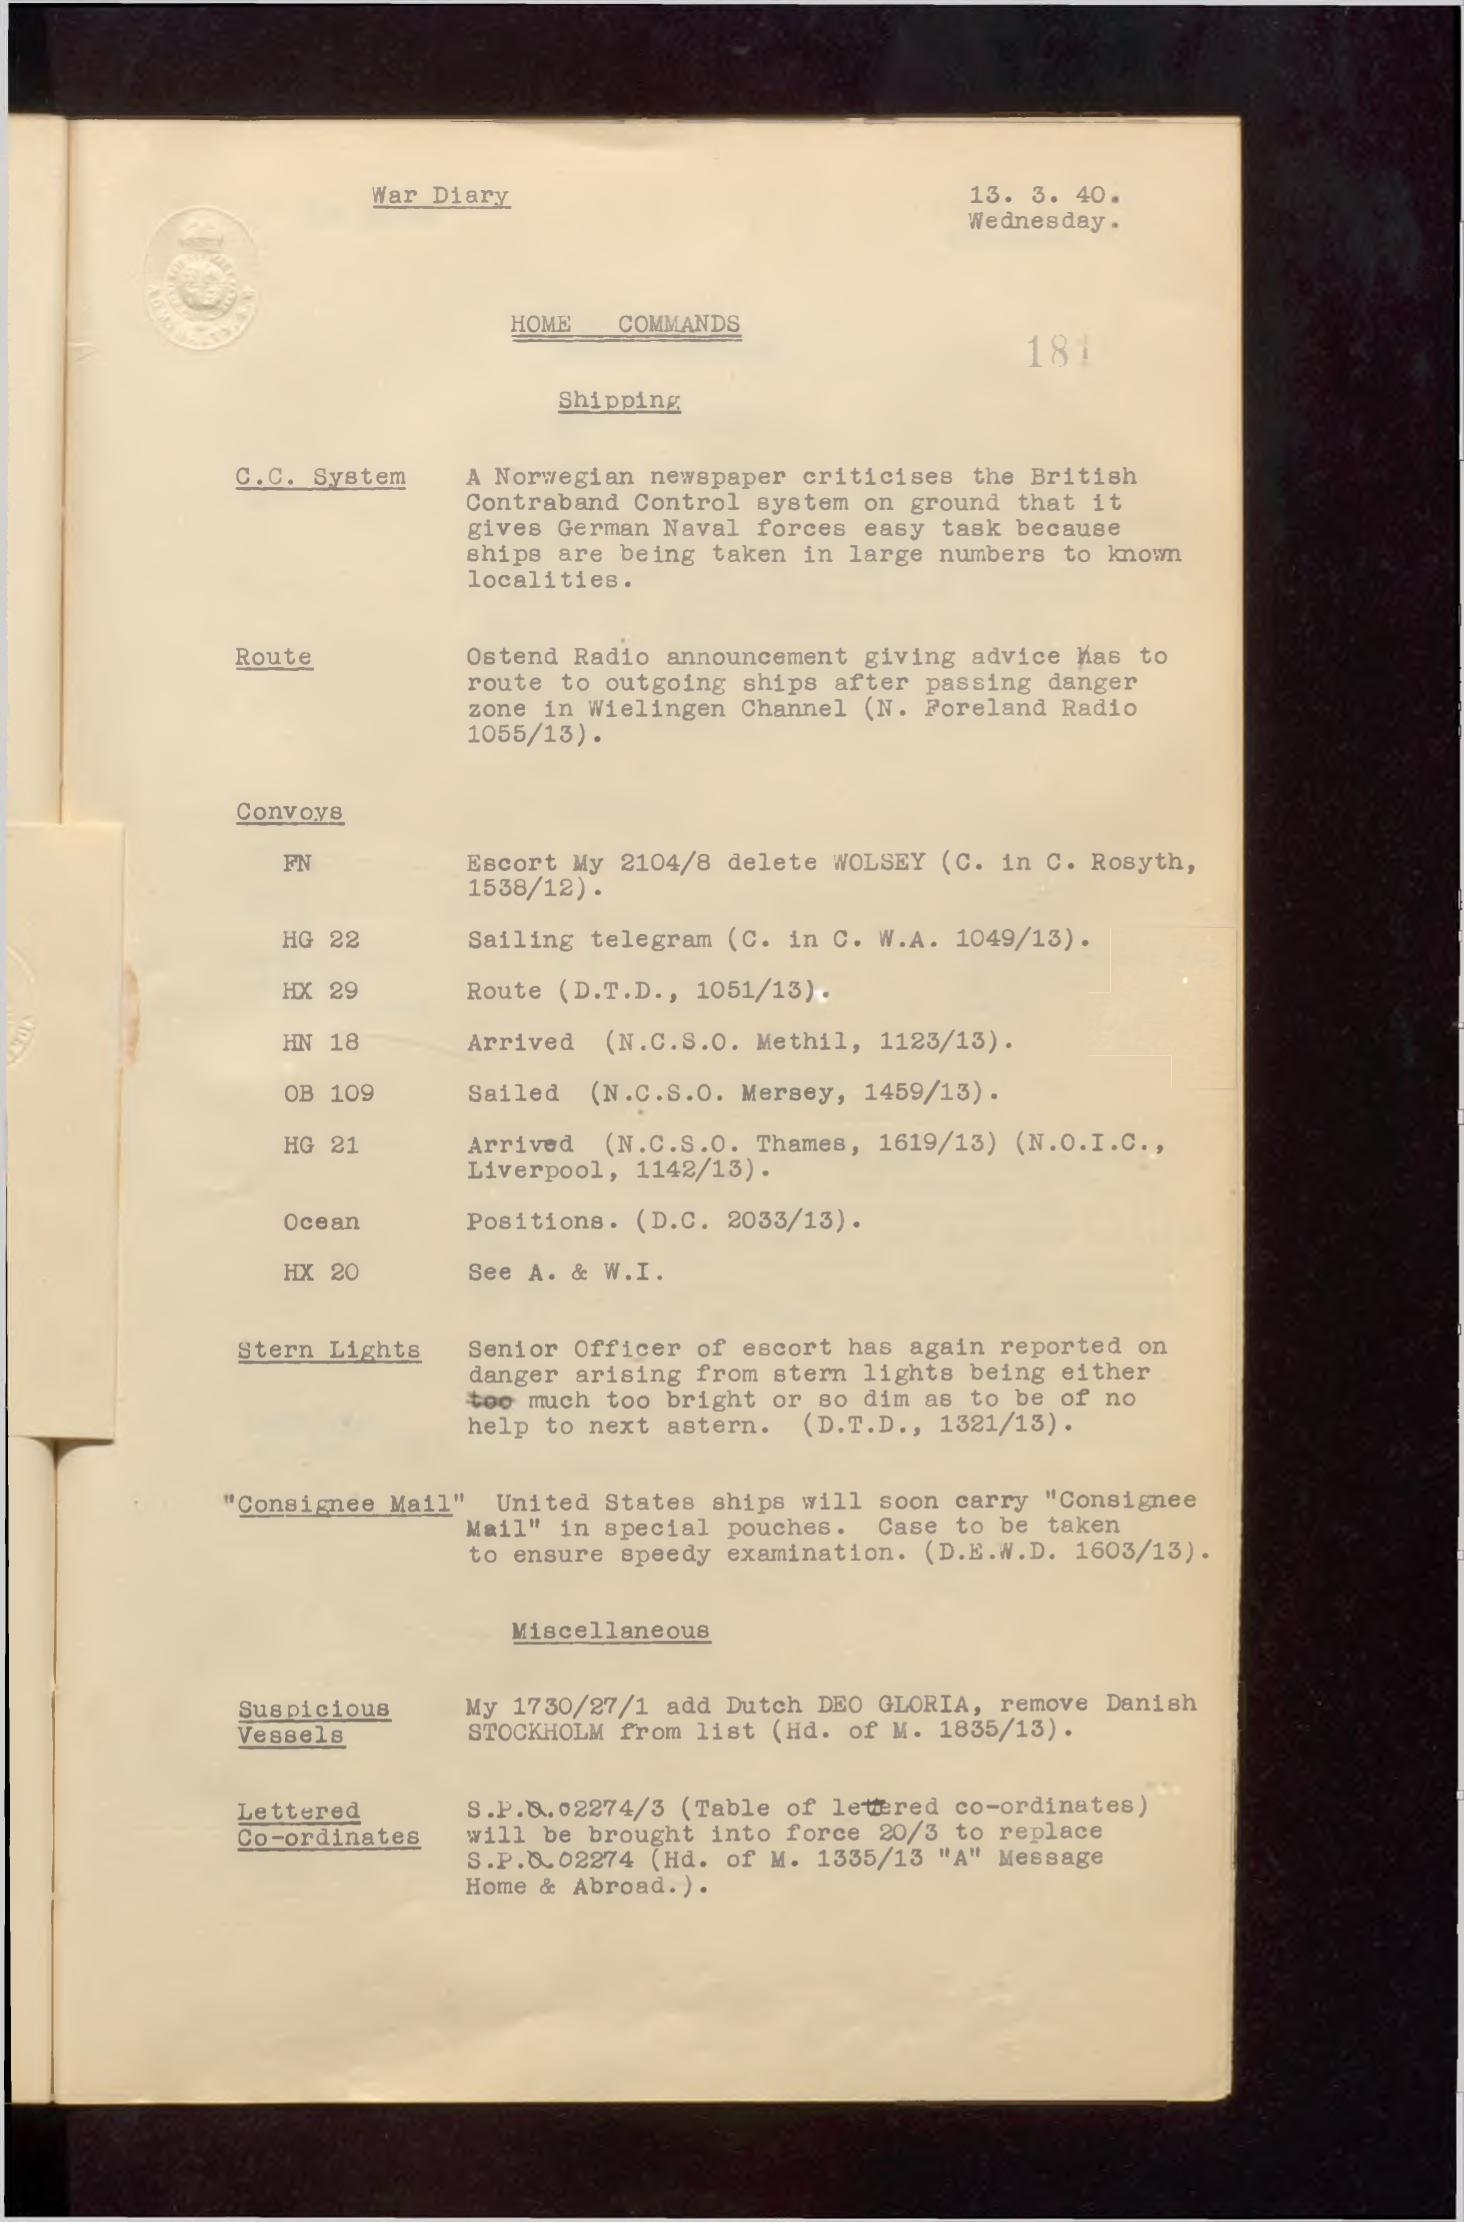 War Diary
13. 3. 40.
Wednesday.
HOME COMMANDS
181
Shipping
C.C. System A Norwegian newspaper criticises the British
Contraband Control system on ground that it
gives German Naval forces easy task because
ships are being taken in large numbers to known
localities.
Route Ostend Radio announcement giving advice has to
route to outgoing ships after passing danger
zone in Wielingen Channel (N. Foreland Radio
1055/13).
Convoys
FN Escort My 2104/8 delete WOLSEY (C. in C. Rosyth,
1538/12).
HG 22 Sailing telegram (C. in C. W.A. 1049/13).
HX 29 Route (D.T.D., 1051/13).
HN 18 Arrived (N.C.S.O. Methil, 1123/13).
OB 109 Sailed (N.C.S.O. Mersey, 1459/13).
HG 21 Arrived (N.C.S.O. Thames, 1619/13) (N.O.I.C.,
Liverpool, 1142/13).
Ocean Positions. (D.C. 2033/13).
HX 20 See A. & W.I.
Stern Lights Senior Officer of escort has again reported on
danger arising from stern lights being either
too much too bright or so dim as to be of no
help to next astern. (D.T.D., 1321/13).
"Consignee Mail" United States ships will soon carry "Consignee
Mail" in special pouches. Case to be taken
to ensure speedy examination. (D.E.W.D. 1603/13).
Miscellaneous
Suspicious My 1730/27/1 add Dutch DEO GLORIA, remove Danish
Vessels STOCKHOLM from list (Hd. of M. 1835/13).
Lettered S.P.02274/3 (Table of lettered co-ordinates)
Co-ordinates will be brought into force 20/3 to replace
S.P.02274 (Hd. of M. 1335/13 "A" Message
Home & Abroad.).